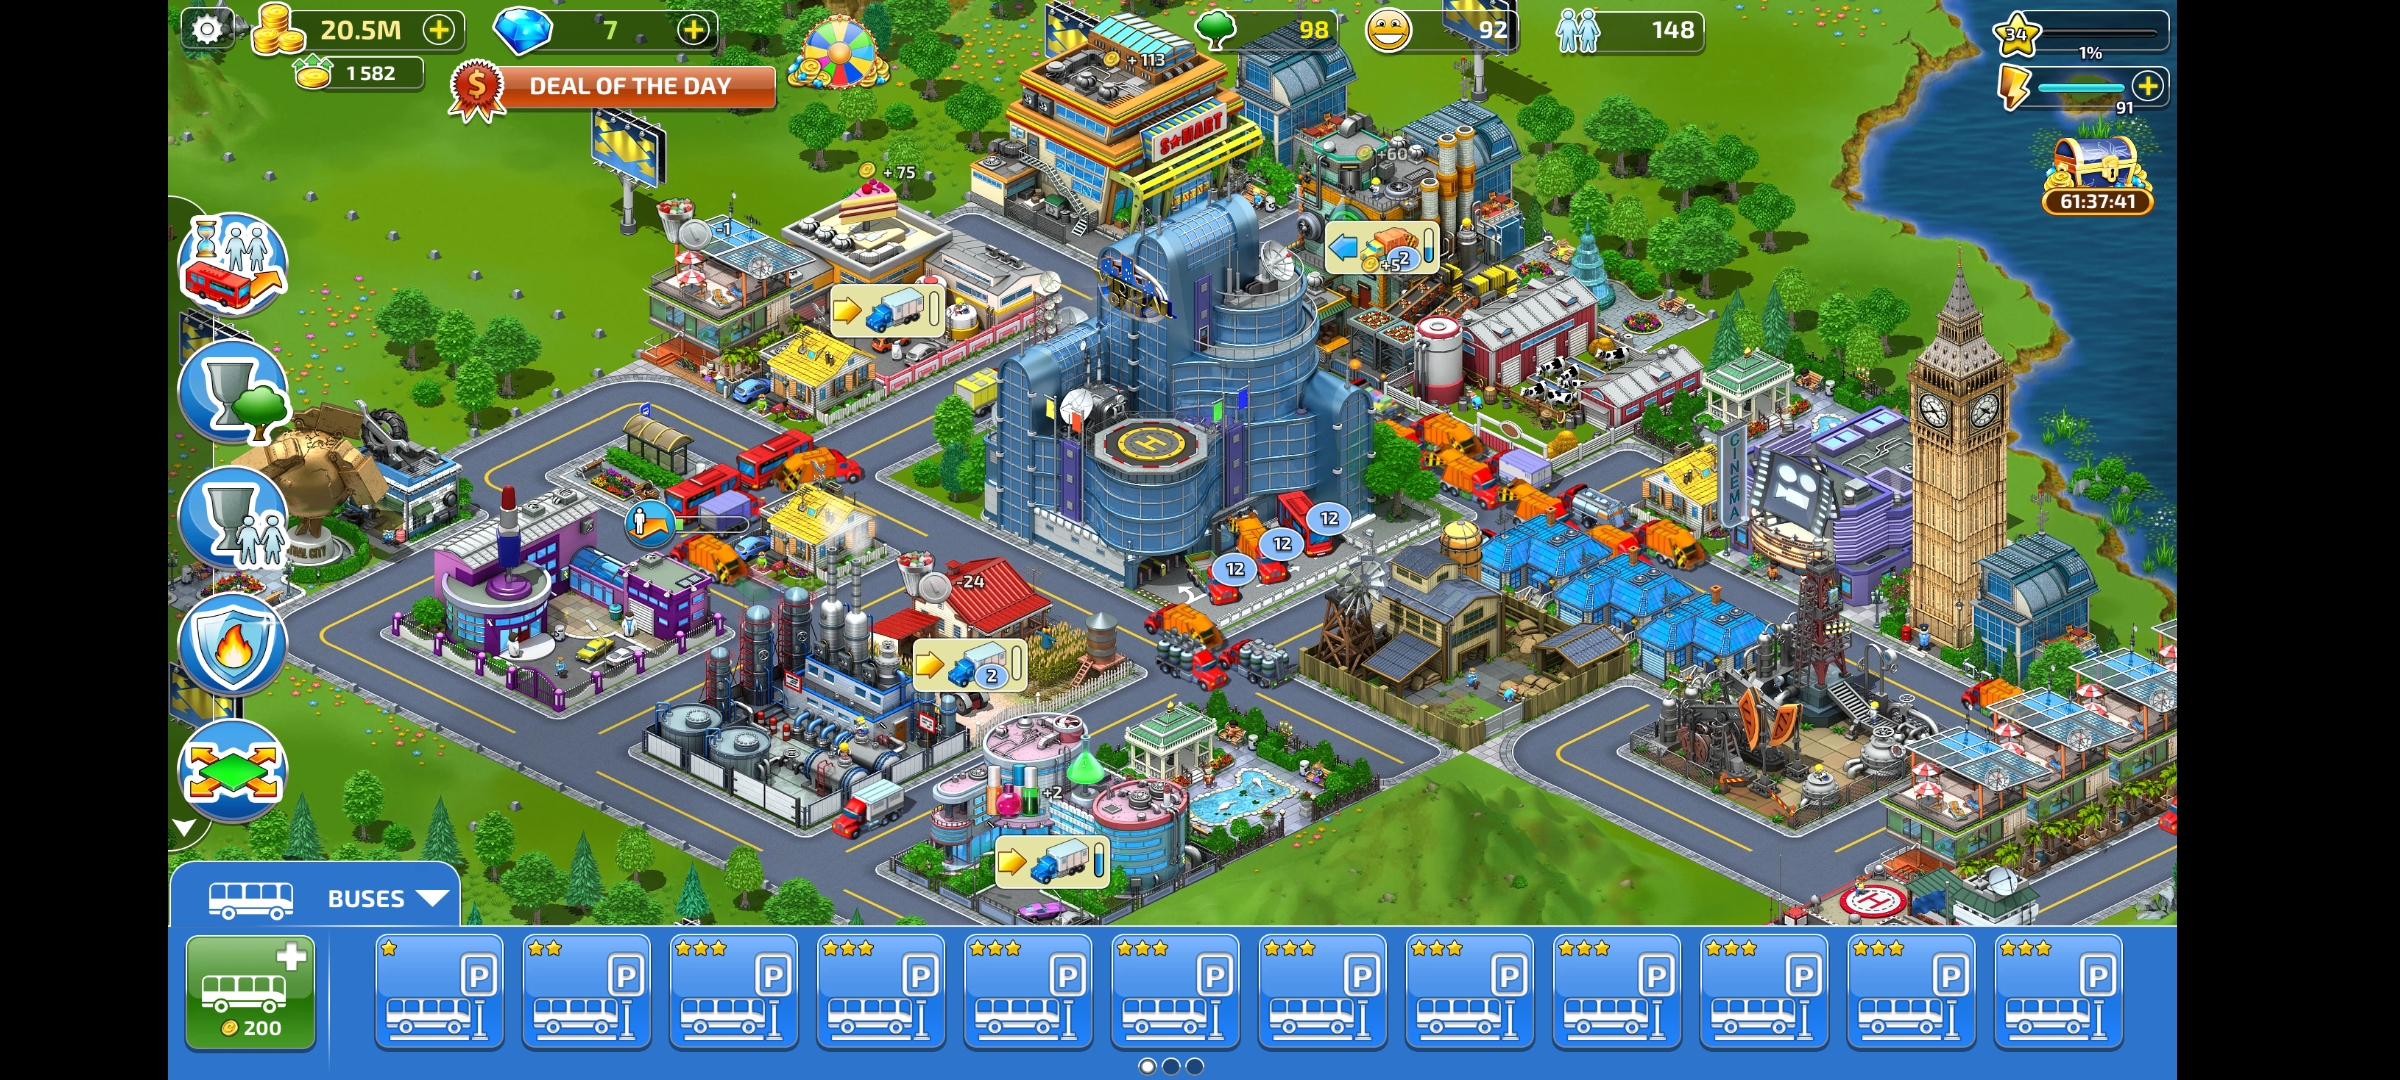 20.5M
7
98
92
148
34
1%
1 582
DEAL OF THE DAY
91
61:37:41
+113
S★MART
+60
+75
-1
+5
2
CINEMA
12
12
12
-24
2
+2
BUSES
200
P
P
P
P
P
P
P
P
P
P
P
P